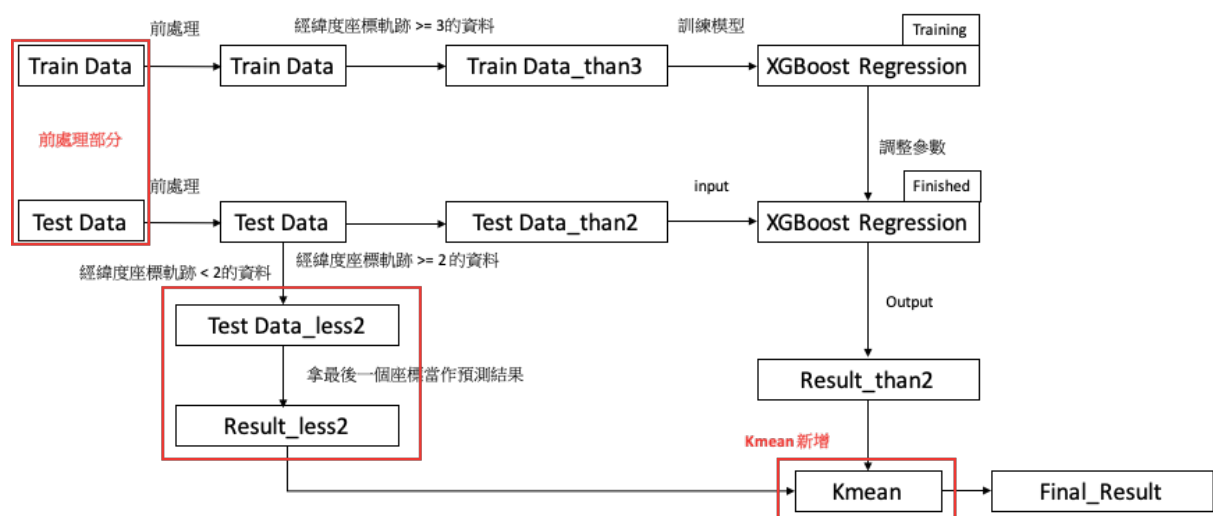 前處理
經緯度座標軌跡 >= 3的資料
訓練模型
Training
Train Data
Train Data
Train Data_than3
XGBoost Regression
前處理部分
調整參數
前處理
input
Finished
Test Data
Test Data
Test Data_than2
XGBoost Regression
經緯度座標軌跡 < 2的資料
經緯度座標軌跡 >= 2 的資料
Test Data_less2
Output
拿最後一個座標當作預測結果
Result_than2
Result_less2
Kmean 新增
Kmean
Final_Result